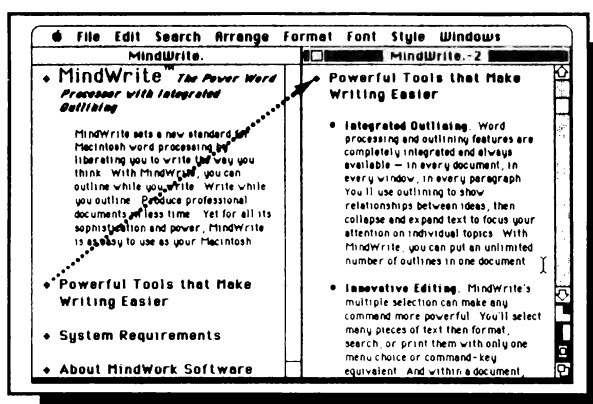 File Edit Search Arrange Format Font Style Windows
MindWrite.
MindWrite™ The Power Word
Processor with Integrated
Outlining
MindWrite sets a new standard for
Macintosh word processing by
liberating you to write the way you
think. With MindWrite, you can
outline while you write. Write while
you outline. Produce professional
documents in less time. Yet for all its
sophistication and power, MindWrite
is as easy to use as your Macintosh
Powerful Tools that Make
Writing Easier
System Requirements
About MindWork Software
MindWrite.-2
Powerful Tools that Make
Writing Easier
• Integrated Outlining. Word
processing and outlining features are
completely integrated and always
available — in every document, in
every window, in every paragraph
You'll use outlining to show
relationships between ideas, then
collapse and expand text to focus your
attention on individual topics. With
MindWrite, you can put an unlimited
number of outlines in one document
• Innovative Editing. MindWrite's
multiple selection can make any
command more powerful. You'll select
many pieces of text then format,
search, or print them with only one
menu choice or command-key
equivalent. And within a document,